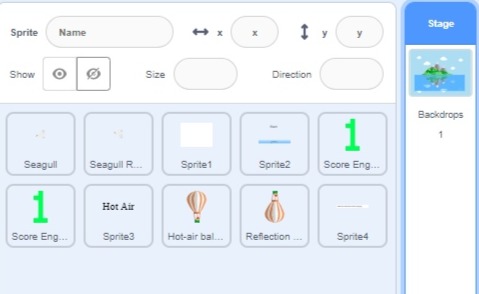 Sprite Name x x y y
Stage
Show Size Direction
Backdrops
1
1
Seagull Seagull R... Sprite1 Sprite2 Score Eng...
1 Hot Air
Score Eng... Sprite3 Hot-air bal... Reflection ... Sprite4